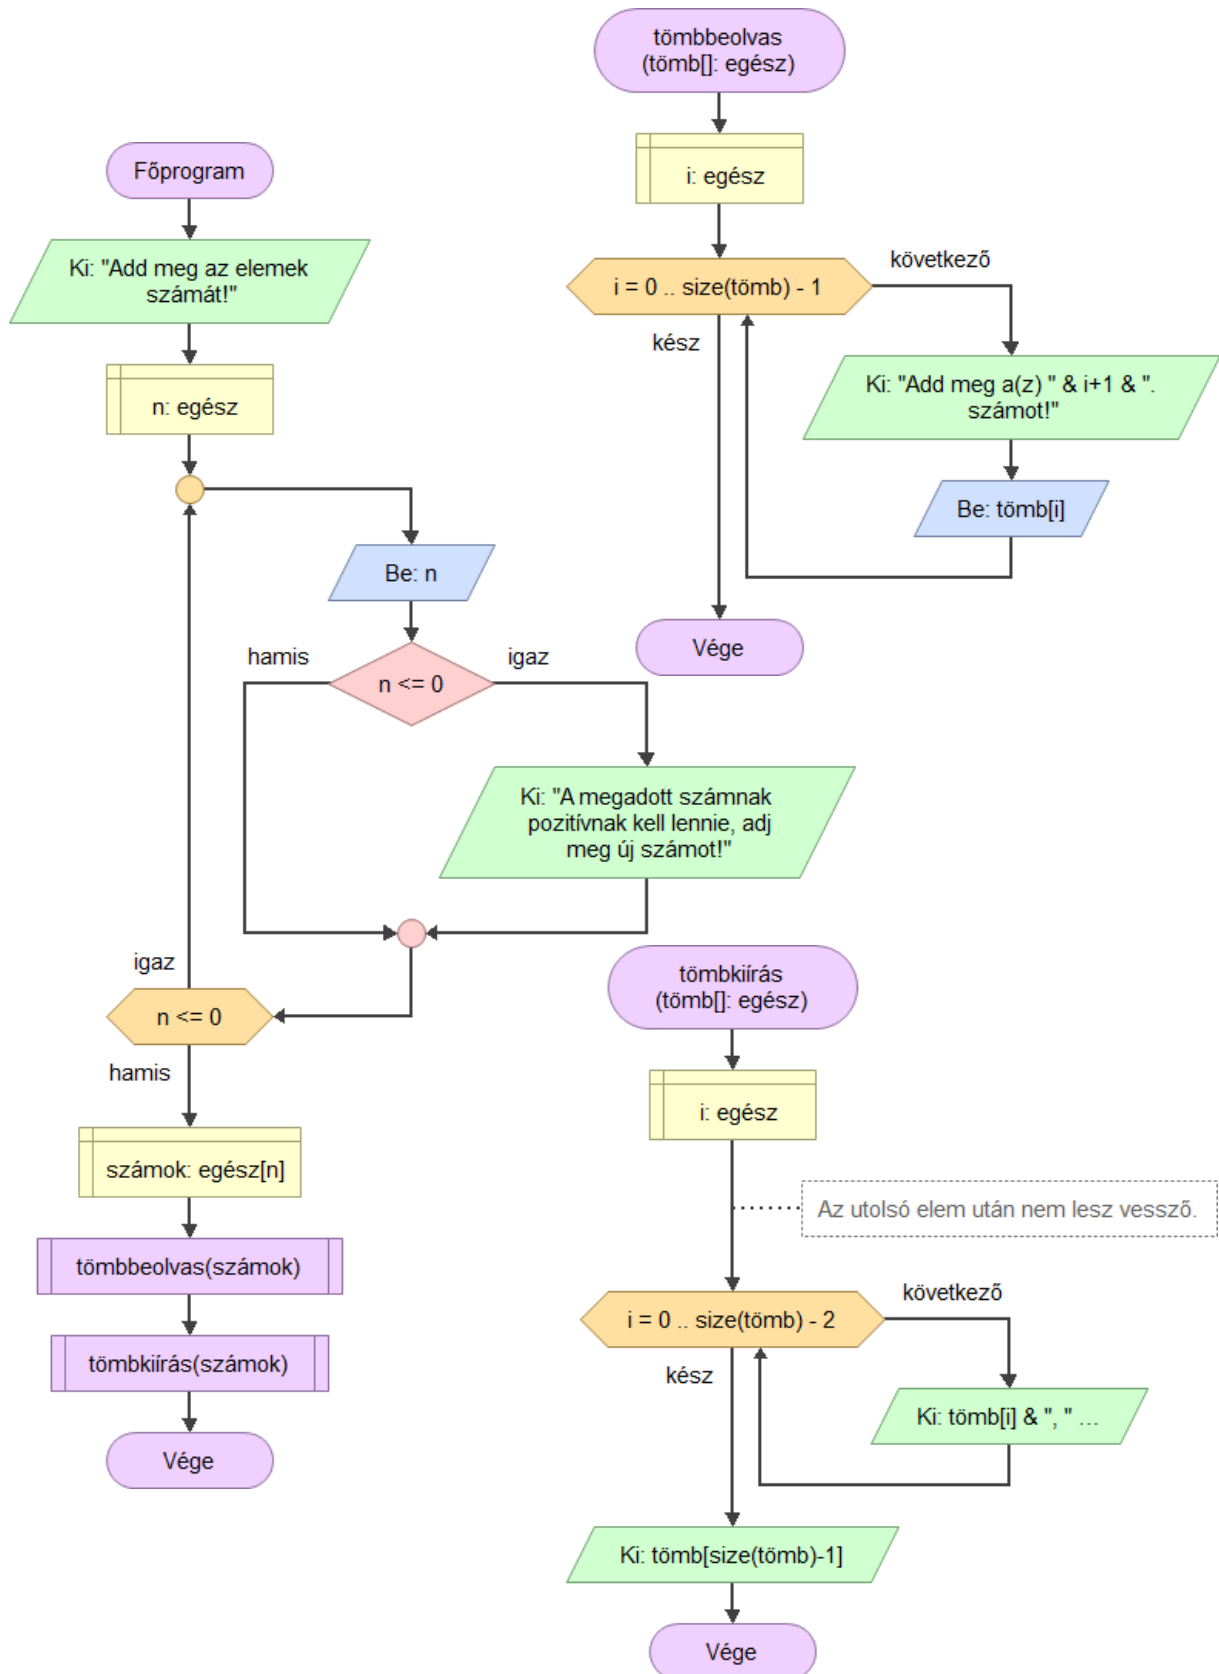 Főprogram
Ki: "Add meg az elemek
számát!"
n: egész
Be: n
hamis
igaz
n <= 0
Ki: "A megadott számnak
pozitívnak kell lennie, adj
meg új számot!"
igaz
n <= 0
hamis
számok: egész[n]
tömbbeolvas(számok)
tömbkiírás(számok)
Vége
tömbbeolvas
(tömb[]: egész)
i: egész
i = 0 .. size(tömb) - 1
következő
kész
Ki: "Add meg a(z) " & i+1 & ".
számot!"
Be: tömb[i]
Vége
tömbkiírás
(tömb[]: egész)
i: egész
Az utolsó elem után nem lesz vessző.
i = 0 .. size(tömb) - 2
következő
kész
Ki: tömb[i] & ", " ...
Ki: tömb[size(tömb)-1]
Vége